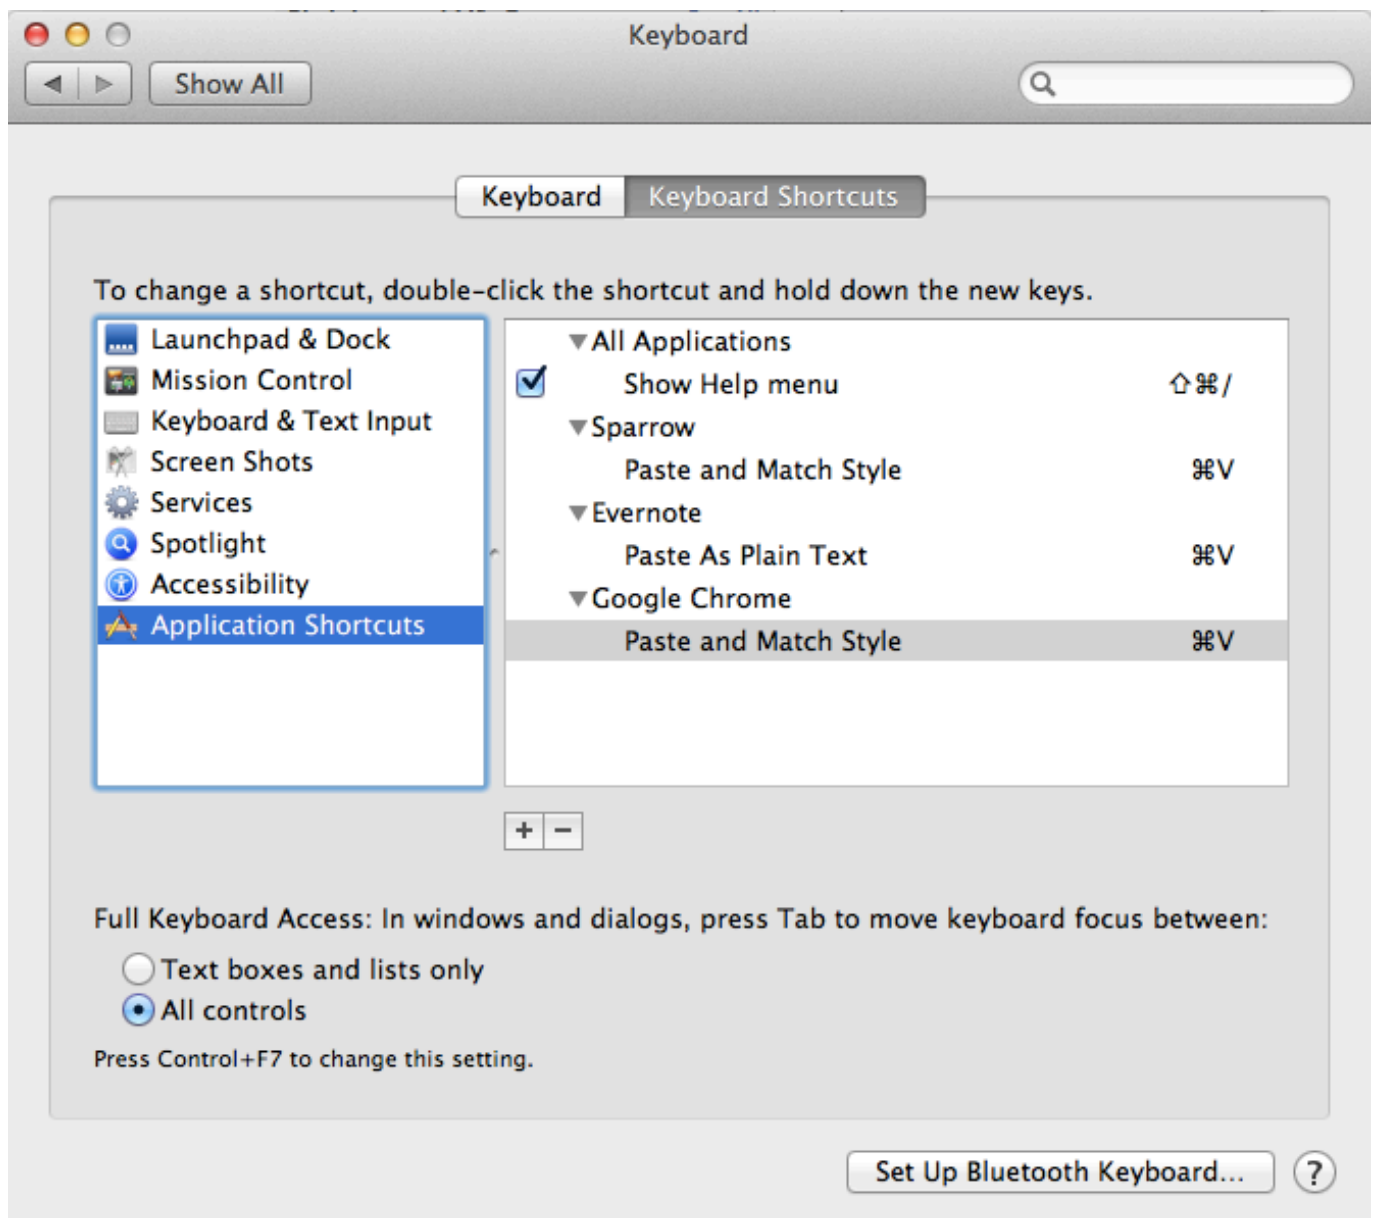 Keyboard
Show All
Keyboard
Keyboard Shortcuts
To change a shortcut, double-click the shortcut and hold down the new keys.
Launchpad & Dock
Mission Control
Keyboard & Text Input
Screen Shots
Services
Spotlight
Accessibility
Application Shortcuts
All Applications
Show Help menu ⇧⌘/
Sparrow
Paste and Match Style ⌘V
Evernote
Paste As Plain Text ⌘V
Google Chrome
Paste and Match Style ⌘V
+ −
Full Keyboard Access: In windows and dialogs, press Tab to move keyboard focus between:
Text boxes and lists only
All controls
Press Control+F7 to change this setting.
Set Up Bluetooth Keyboard... ?